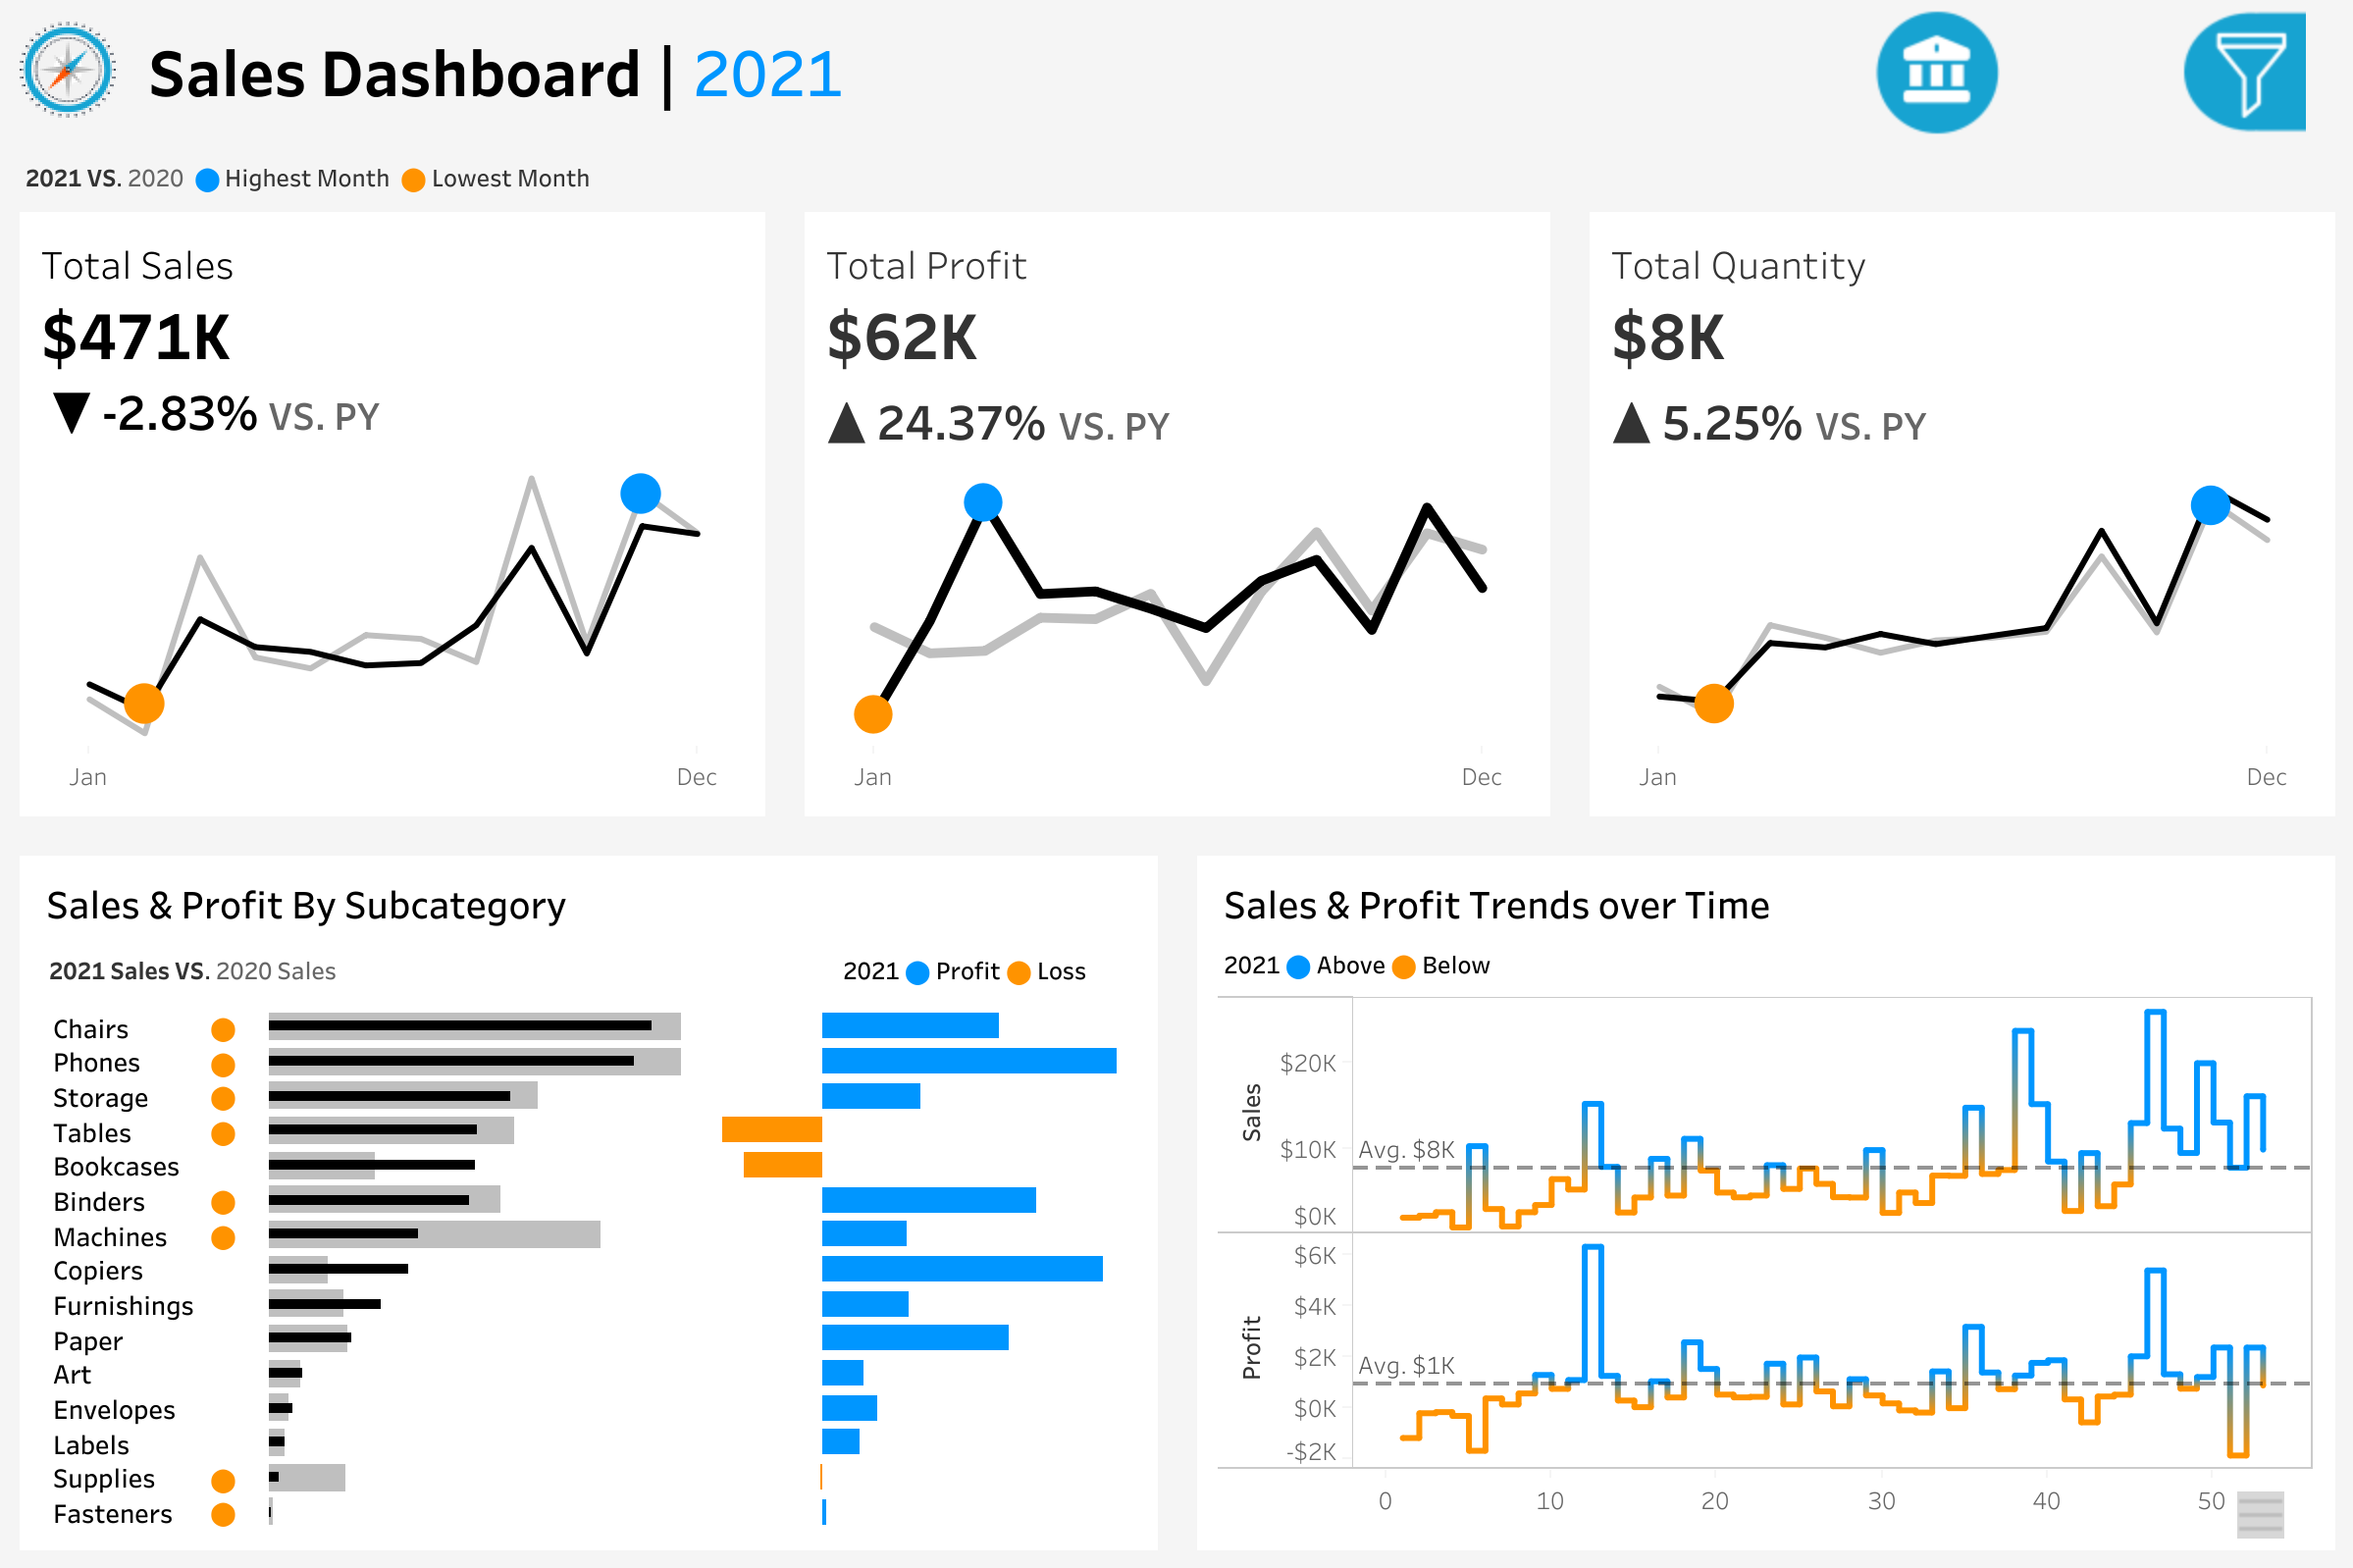 Sales Dashboard | 2021
2021 VS. 2020 Highest Month Lowest Month
Total Sales
$471K
▼ -2.83% VS. PY
Jan Dec
Total Profit
$62K
▲ 24.37% VS. PY
Jan Dec
Total Quantity
$8K
▲ 5.25% VS. PY
Jan Dec
Sales & Profit By Subcategory
2021 Sales VS. 2020 Sales
2021 Profit Loss
Chairs
Phones
Storage
Tables
Bookcases
Binders
Machines
Copiers
Furnishings
Paper
Art
Envelopes
Labels
Supplies
Fasteners
Sales & Profit Trends over Time
2021 Above Below
Sales
$20K
$10K
$0K
Avg. $8K
Profit
$6K
$4K
$2K
$0K
-$2K
Avg. $1K
0 10 20 30 40 50